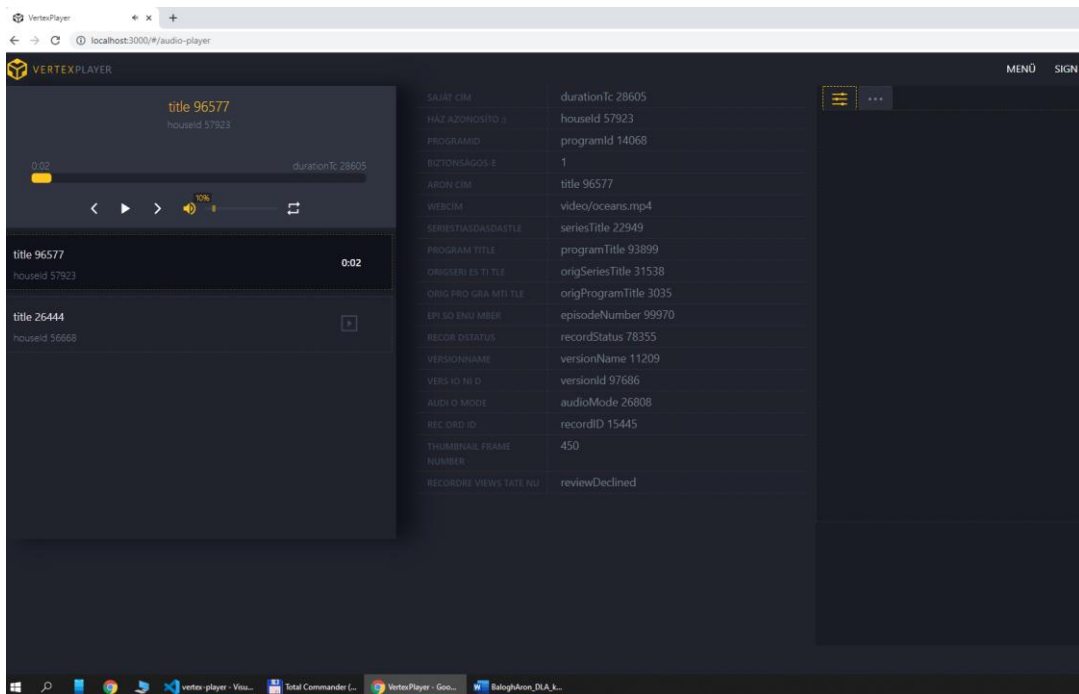 VertexPlayer
localhost:3000/#/audio-player
VERTEXPLAYER
MENÜ SIGN
title 96577
houseId 57923
0:02 durationTc 28605
10%
title 96577
houseId 57923
0:02
title 26444
houseId 56668
SAJÁT CÍM durationTc 28605
HÁZ AZONOSÍTÓ :) houseId 57923
PROGRAMID programId 14068
BIZTONSÁGOS-E 1
ARON CÍM title 96577
WEBCÍM video/oceans.mp4
SERIESTIASDASDASTLE seriesTitle 22949
PROGRAM TITLE programTitle 93899
ORIGSERI ES TI TLE origSeriesTitle 31538
ORIG PRO GRA MTI TLE origProgramTitle 3035
EPI SO ENU MBER episodeNumber 99970
RECOR DSTATUS recordStatus 78355
VERSIONNAME versionName 11209
VERS IO NI D versionId 97686
AUDI O MODE audioMode 26808
REC ORD ID recordID 15445
THUMBNAIL FRAME 450
NUMBER
RECORDRE VIEWS TATE NU reviewDeclined
vertex-player - Visu... Total Commander (... VertexPlayer - Goo... BaloghAron_DLA_k...